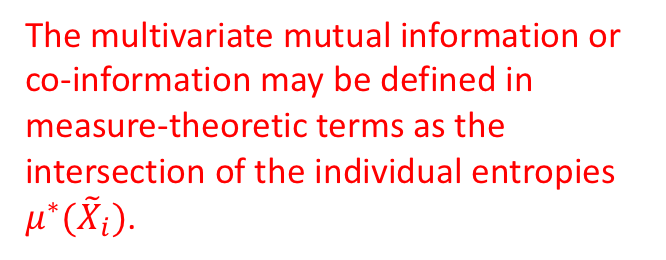 The multivariate mutual information or
co-information may be defined in
measure-theoretic terms as the
intersection of the individual entropies
𝜇*(X̃ᵢ).